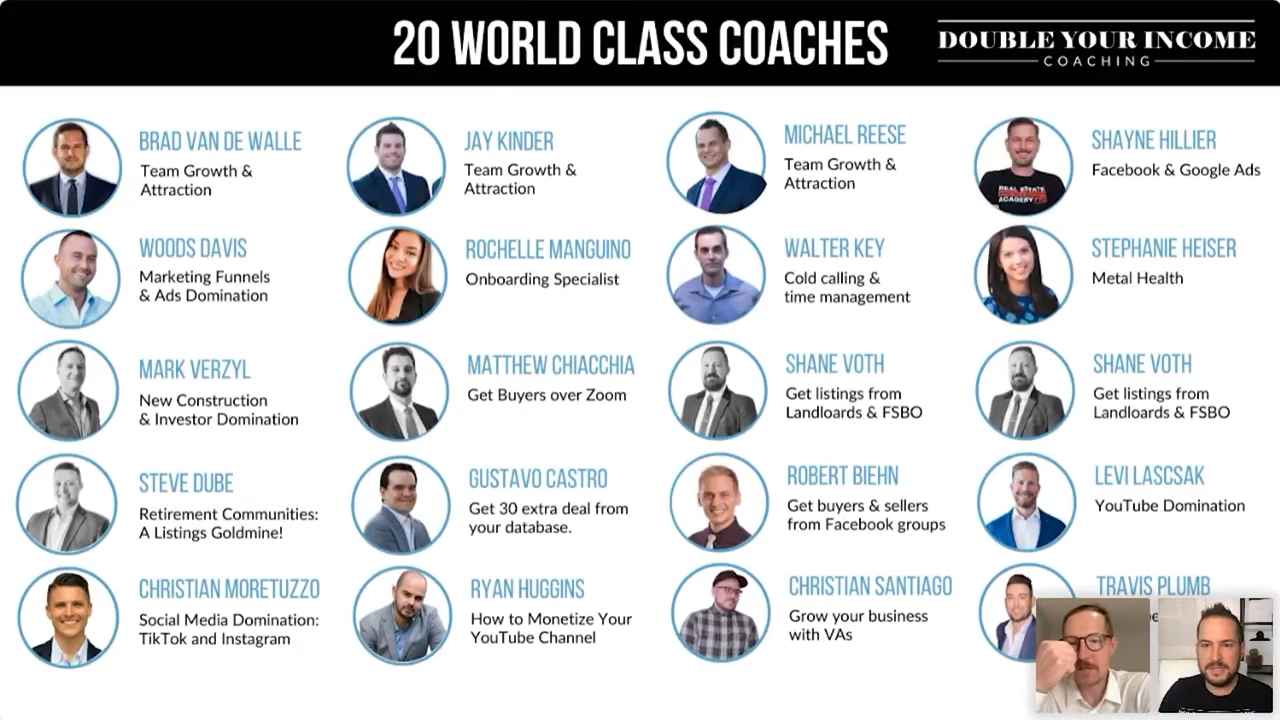 20 WORLD CLASS COACHES
DOUBLE YOUR INCOME
COACHING
BRAD VAN DE WALLE
Team Growth &
Attraction
JAY KINDER
Team Growth &
Attraction
MICHAEL REESE
Team Growth &
Attraction
SHAYNE HILLIER
Facebook & Google Ads
REAL ESTATE
WOODS DAVIS
Marketing Funnels
& Ads Domination
ROCHELLE MANGUINO
Onboarding Specialist
WALTER KEY
Cold calling &
time management
STEPHANIE HEISER
Metal Health
MARK VERZYL
New Construction
& Investor Domination
MATTHEW CHIACCHIA
Get Buyers over Zoom
SHANE VOTH
Get listings from
Landloards & FSBO
SHANE VOTH
Get listings from
Landloards & FSBO
STEVE DUBE
Retirement Communities:
A Listings Goldmine!
GUSTAVO CASTRO
Get 30 extra deal from
your database.
ROBERT BIEHN
Get buyers & sellers
from Facebook groups
LEVI LASCSAK
YouTube Domination
CHRISTIAN MORETUZZO
Social Media Domination:
TikTok and Instagram
RYAN HUGGINS
How to Monetize Your
YouTube Channel
CHRISTIAN SANTIAGO
Grow your business
with VAs
TRAVIS PLUMB